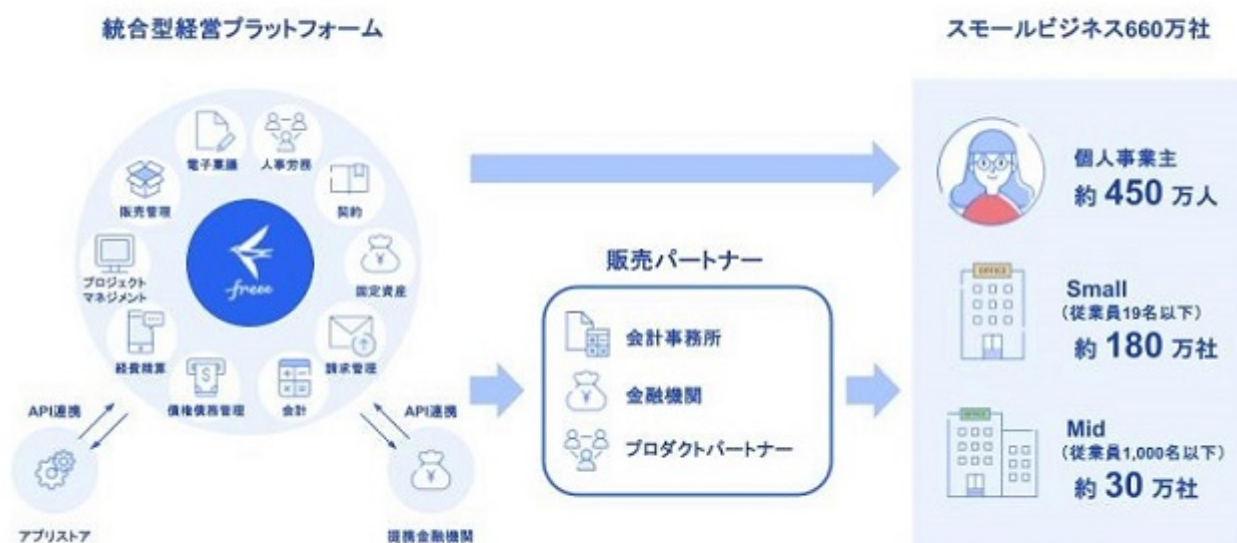 統合型経営プラットフォーム
スモールビジネス660万社
電子稟議
人事労務
販売管理
契約
プロジェクト
マネジメント
freee
固定資産
経費精算
請求管理
債権債務管理
会計
API連携
API連携
アプリストア
提携金融機関
販売パートナー
会計事務所
金融機関
プロダクトパートナー
個人事業主
約 450 万人
OFFICE
Small
(従業員19名以下)
約 180 万社
OFFICE
Mid
(従業員1,000名以下)
約 30 万社